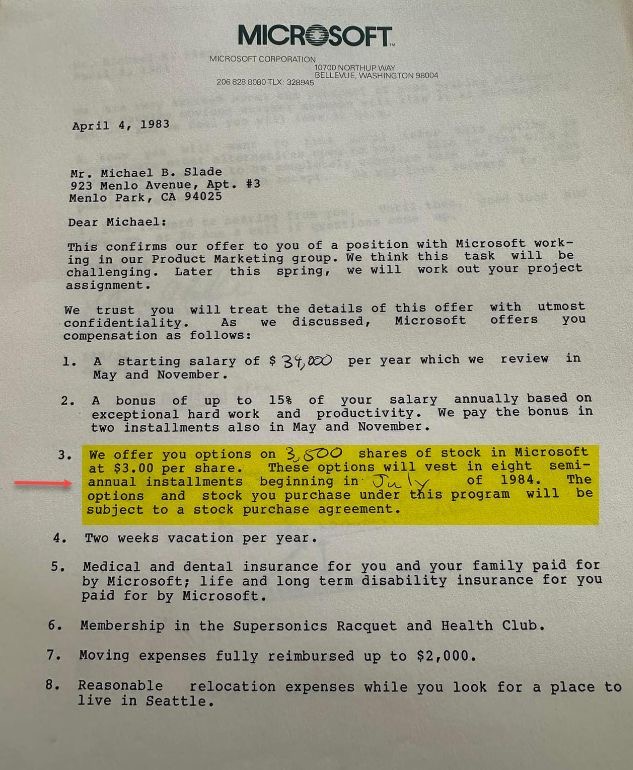 MICROSOFT
MICROSOFT CORPORATION
10700 NORTHUP WAY
BELLEVUE, WASHINGTON 98004
206 828 8080 TLX: 328945
April 4, 1983
Mr. Michael B. Slade
923 Menlo Avenue, Apt. #3
Menlo Park, CA 94025
Dear Michael:
This confirms our offer to you of a position with Microsoft work-
ing in our Product Marketing group. We think this task will be
challenging. Later this spring, we will work out your project
assignment.
We trust you will treat the details of this offer with utmost
confidentiality. As we discussed, Microsoft offers you
compensation as follows:
1. A starting salary of $ 34,000 per year which we review in
May and November.
2. A bonus of up to 15% of your salary annually based on
exceptional hard work and productivity. We pay the bonus in
two installments also in May and November.
3. We offer you options on 3,500 shares of stock in Microsoft
at $3.00 per share. These options will vest in eight semi-
annual installments beginning in July of 1984. The
options and stock you purchase under this program will be
subject to a stock purchase agreement.
4. Two weeks vacation per year.
5. Medical and dental insurance for you and your family paid for
by Microsoft; life and long term disability insurance for you
paid for by Microsoft.
6. Membership in the Supersonics Racquet and Health Club.
7. Moving expenses fully reimbursed up to $2,000.
8. Reasonable relocation expenses while you look for a place to
live in Seattle.